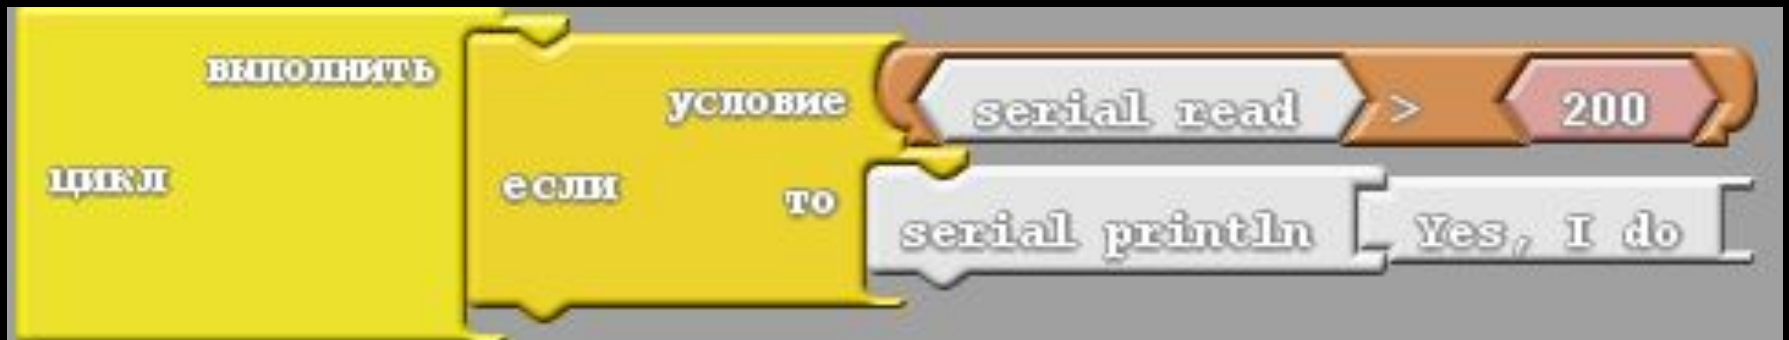 выполнить
условие
serial read > 200
цикл
если
то
serial println Yes, I do